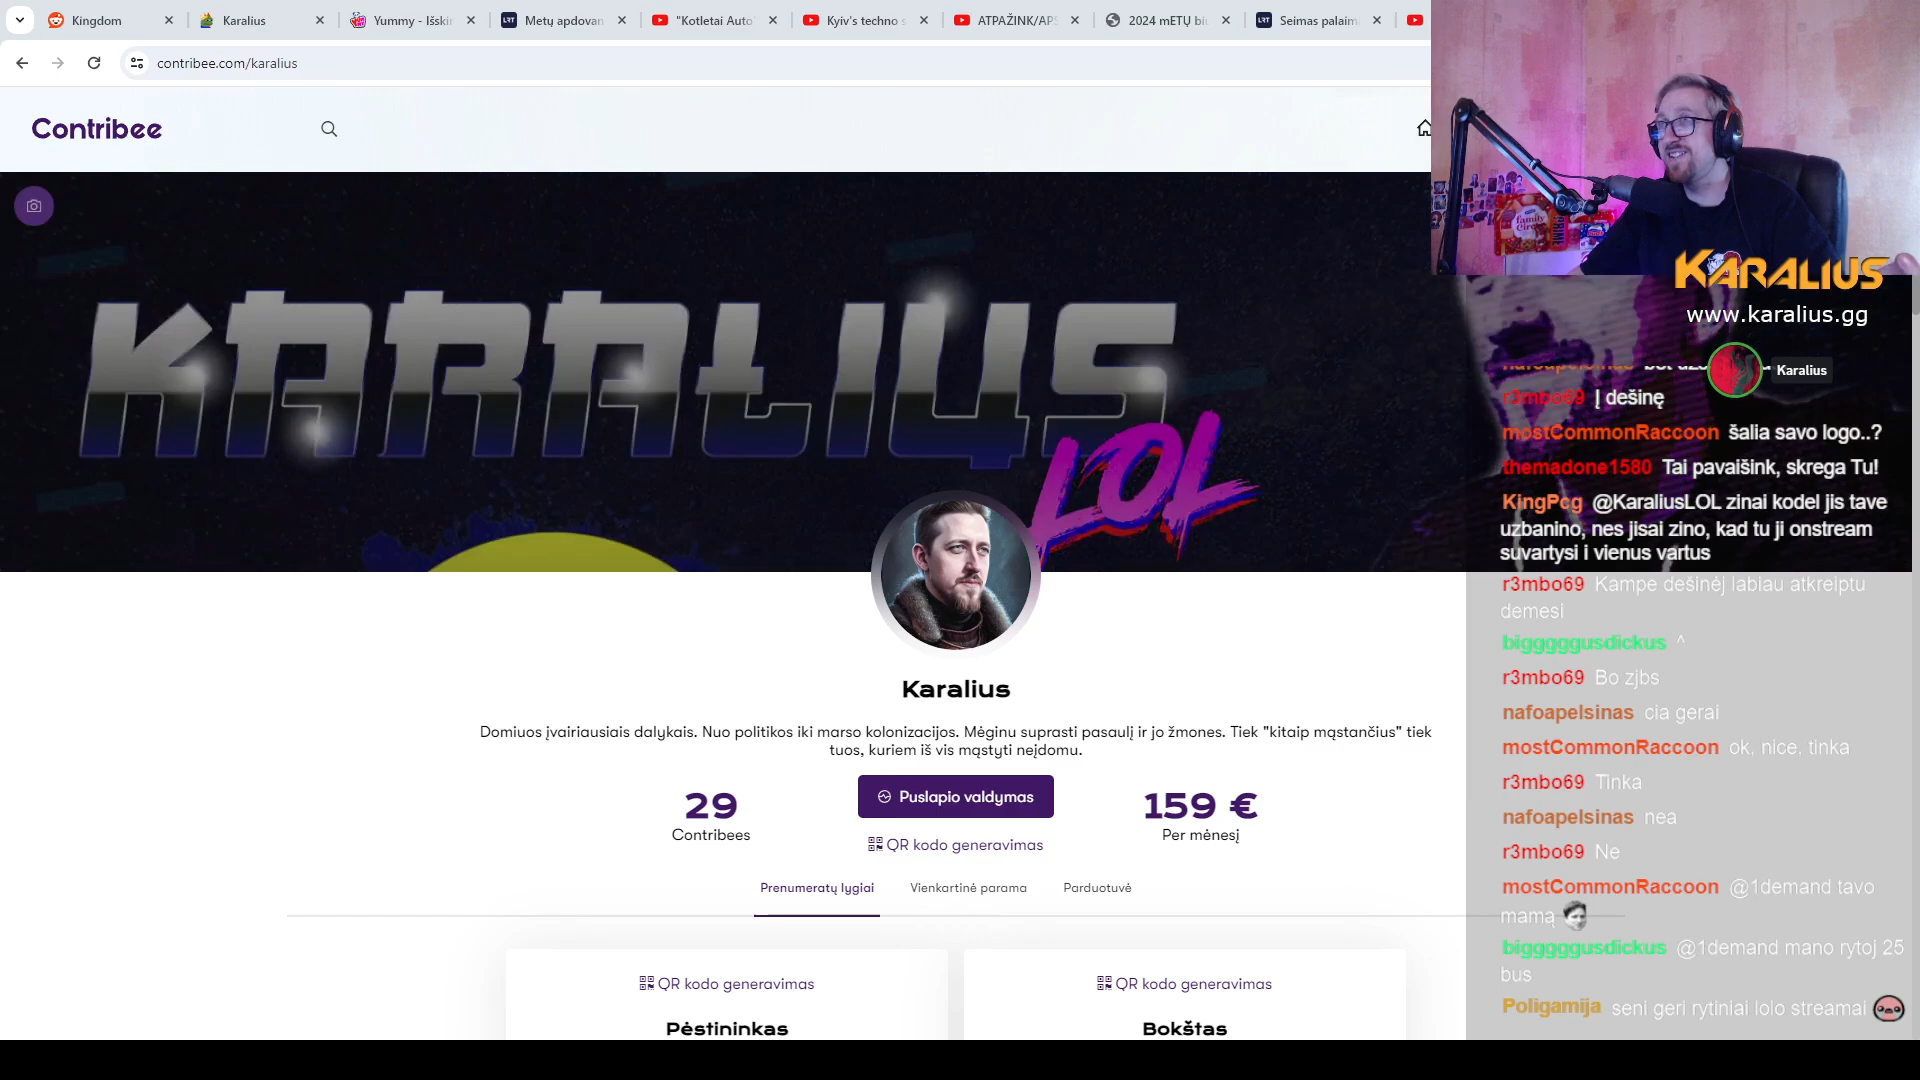 Kingdom
Karalius
Yummy - Išskir
Metų apdovan
"Kotletai Auto"
Kyiv's techno s
ATPAŽINK/APS
2024 mETŲ bi
Seimas palaim
contribee.com/karalius
Contribee
KARALIUS
LOL
KARALIUS
www.karalius.gg
Karalius
Karalius
Domiuos įvairiausiais dalykais. Nuo politikos iki marso kolonizacijos. Mėginu suprasti pasaulį ir jo žmones. Tiek "kitaip mąstančius" tiek
tuos, kuriem iš vis mąstyti neįdomu.
29
Contribees
Puslapio valdymas
QR kodo generavimas
159 €
Per mėnesį
Prenumeratų lygiai
Vienkartinė parama
Parduotuvė
QR kodo generavimas
Pėstininkas
QR kodo generavimas
Bokštas
r3mbo69 Į dešinę
mostCommonRaccoon šalia savo logo..?
themadone1580 Tai pavaišink, skrega Tu!
KingPcg @KaraliusLOL zinai kodel jis tave
uzbanino, nes jisai zino, kad tu ji onstream
suvartysi i vienus vartus
r3mbo69 Kampe dešinėj labiau atkreiptu
demesi
bigggggusdickus ^
r3mbo69 Bo zjbs
nafoapelsinas cia gerai
mostCommonRaccoon ok, nice, tinka
r3mbo69 Tinka
nafoapelsinas nea
r3mbo69 Ne
mostCommonRaccoon @1demand tavo
mamą
bigggggusdickus @1demand mano rytoj 25
bus
Poligamija seni geri rytiniai lolo streamai